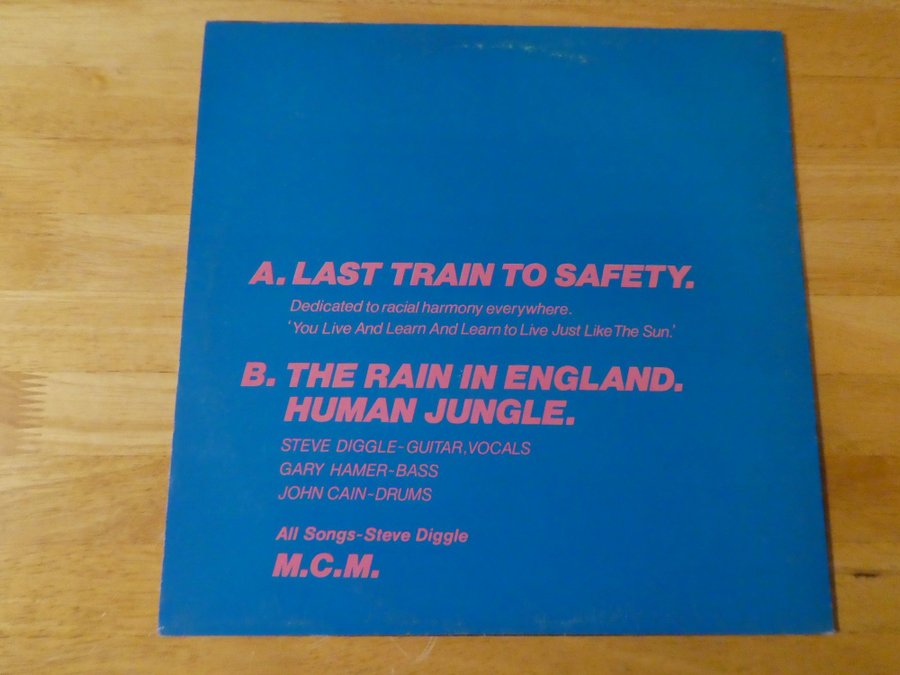 A. LAST TRAIN TO SAFETY.
Dedicated to racial harmony everywhere.
'You Live And Learn And Learn to Live Just Like The Sun.'
B. THE RAIN IN ENGLAND.
HUMAN JUNGLE.
STEVE DIGGLE-GUITAR,VOCALS
GARY HAMER-BASS
JOHN CAIN-DRUMS
All Songs-Steve Diggle
M.C.M.